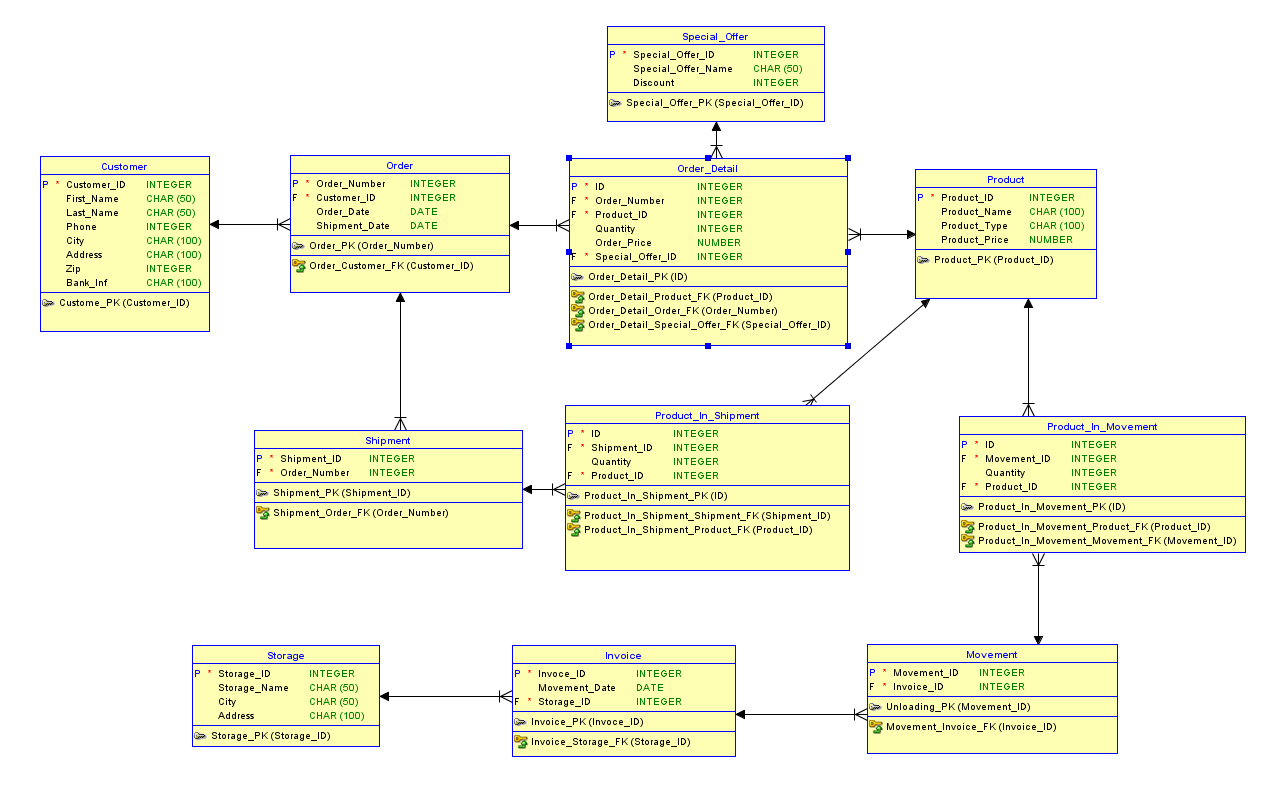 Special_Offer
P * Special_Offer_ID INTEGER
Special_Offer_Name CHAR (50)
Discount INTEGER
Special_Offer_PK (Special_Offer_ID)
Customer
P * Customer_ID INTEGER
First_Name CHAR (50)
Last_Name CHAR (50)
Phone INTEGER
City CHAR (100)
Address CHAR (100)
Zip INTEGER
Bank_Inf CHAR (100)
Custome_PK (Customer_ID)
Order
P * Order_Number INTEGER
F * Customer_ID INTEGER
Order_Date DATE
Shipment_Date DATE
Order_PK (Order_Number)
Order_Customer_FK (Customer_ID)
Order_Detail
P * ID INTEGER
F * Order_Number INTEGER
F * Product_ID INTEGER
Quantity INTEGER
Order_Price NUMBER
F * Special_Offer_ID INTEGER
Order_Detail_PK (ID)
Order_Detail_Product_FK (Product_ID)
Order_Detail_Order_FK (Order_Number)
Order_Detail_Special_Offer_FK (Special_Offer_ID)
Product
P * Product_ID INTEGER
Product_Name CHAR (100)
Product_Type CHAR (100)
Product_Price NUMBER
Product_PK (Product_ID)
Shipment
P * Shipment_ID INTEGER
F * Order_Number INTEGER
Shipment_PK (Shipment_ID)
Shipment_Order_FK (Order_Number)
Product_In_Shipment
P * ID INTEGER
F * Shipment_ID INTEGER
Quantity INTEGER
F * Product_ID INTEGER
Product_In_Shipment_PK (ID)
Product_In_Shipment_Shipment_FK (Shipment_ID)
Product_In_Shipment_Product_FK (Product_ID)
Product_In_Movement
P * ID INTEGER
F * Movement_ID INTEGER
Quantity INTEGER
F * Product_ID INTEGER
Product_In_Movement_PK (ID)
Product_In_Movement_Product_FK (Product_ID)
Product_In_Movement_Movement_FK (Movement_ID)
Storage
P * Storage_ID INTEGER
Storage_Name CHAR (50)
City CHAR (50)
Address CHAR (100)
Storage_PK (Storage_ID)
Invoice
P * Invoce_ID INTEGER
Movement_Date DATE
F * Storage_ID INTEGER
Invoice_PK (Invoce_ID)
Invoice_Storage_FK (Storage_ID)
Movement
P * Movement_ID INTEGER
F * Invoice_ID INTEGER
Unloading_PK (Movement_ID)
Movement_Invoice_FK (Invoice_ID)